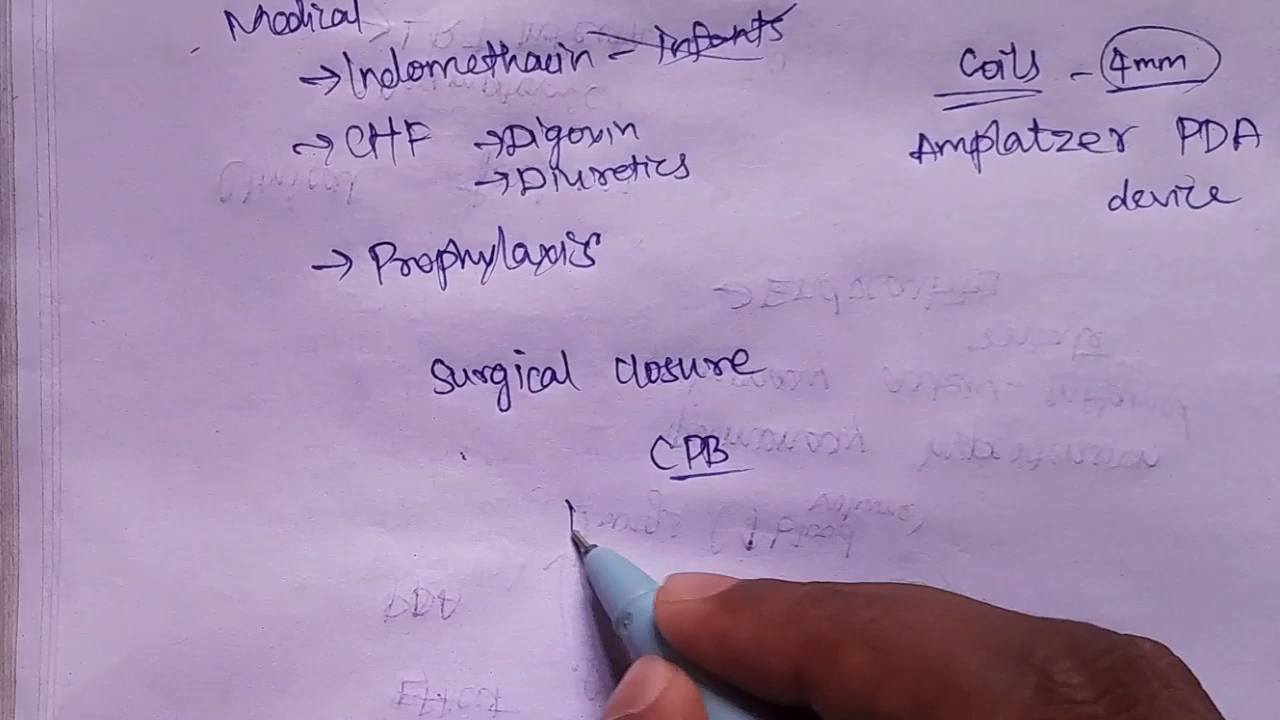 Medical
→ Indomethacin - Infants
→ CHF → Digoxin
→ Diuretics
→ Prophylaxis
Coils - 4mm
Amplatzer PDA
device
Surgical closure
CPB